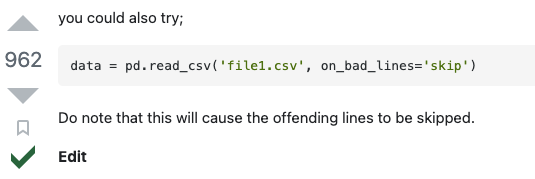 you could also try;
962
data = pd.read_csv('file1.csv', on_bad_lines='skip')
Do note that this will cause the offending lines to be skipped.
Edit